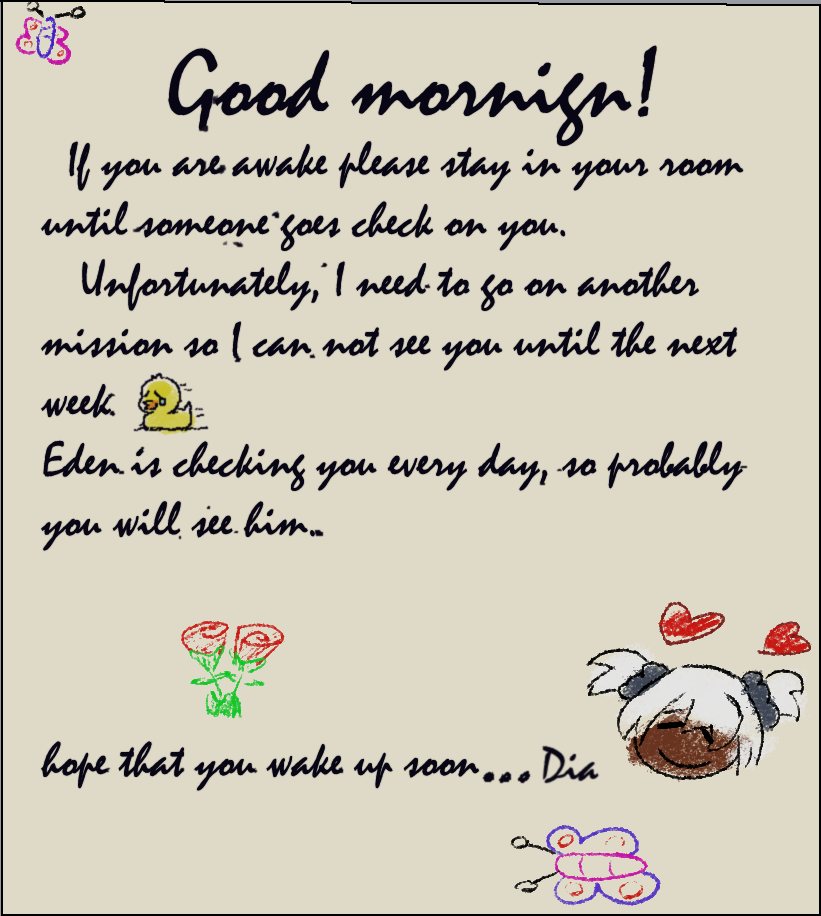 Good mornign!
If you are awake please stay in your room
until someone goes check on you.
Unfortunately, I need to go on another
mission so I can not see you until the next
week.
Eden is checking you every day, so probably
you will see him..
hope that you wake up soon... Dia